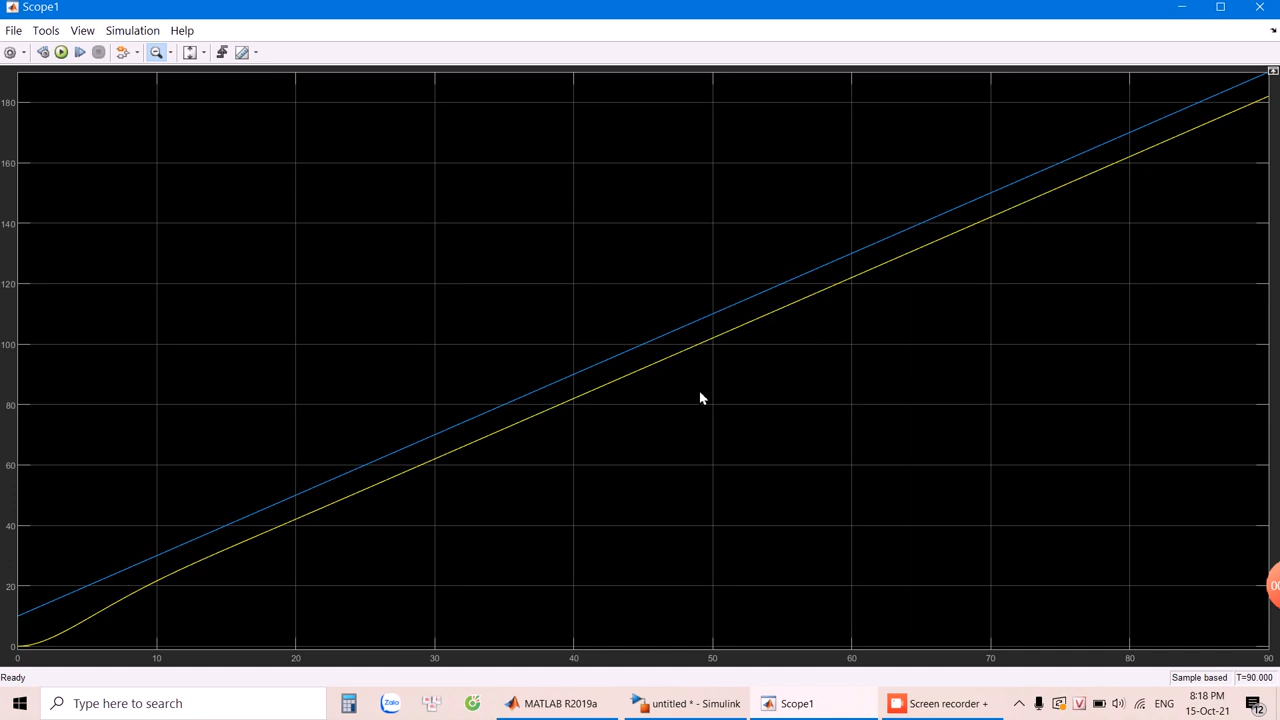 Scope1
File Tools View Simulation Help
180
160
140
120
100
80
60
40
20
0
0 10 20 30 40 50 60 70 80 90
00
Ready
Sample based T=90.000
Type here to search
Zalo
MATLAB R2019a
untitled * - Simulink
Scope1
Screen recorder +
V
ENG
8:18 PM
15-Oct-21
12